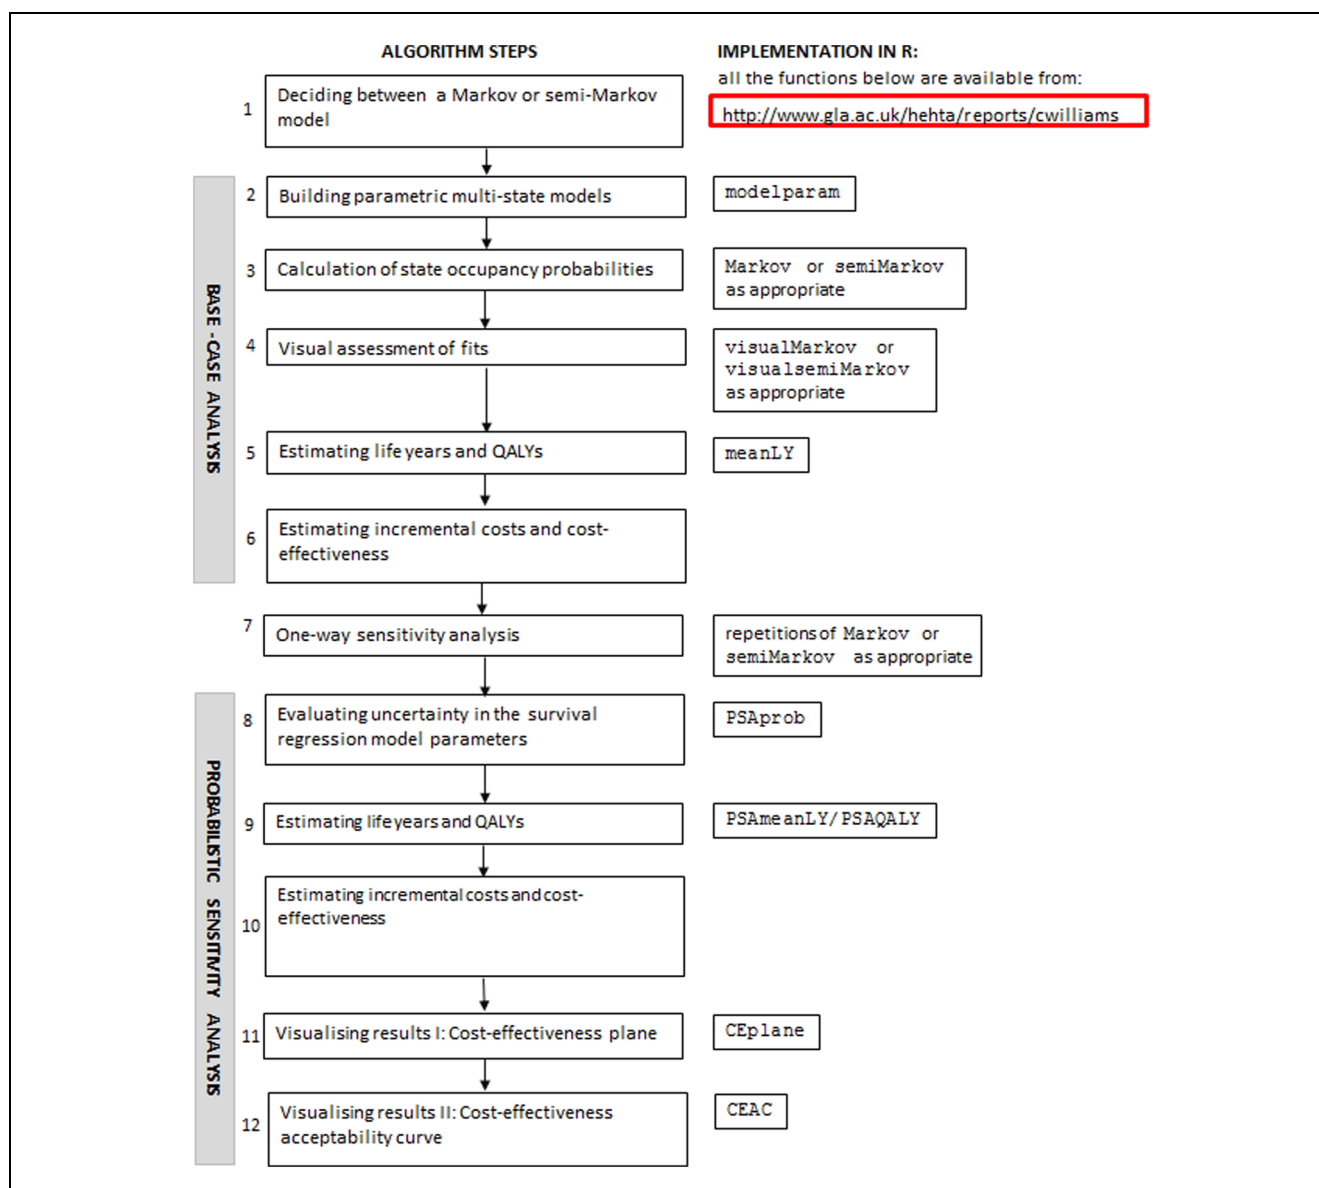 ALGORITHM STEPS
IMPLEMENTATION IN R:
all the functions below are available from:
http://www.gla.ac.uk/hehta/reports/cwilliams
1
Deciding between a Markov or semi-Markov
model
BASE - CASE ANALYSIS
2
Building parametric multi-state models
modelparam
3
Calculation of state occupancy probabilities
Markov or semiMarkov
as appropriate
4
Visual assessment of fits
visualMarkov or
visualsemiMarkov
as appropriate
5
Estimating life years and QALYs
meanLY
6
Estimating incremental costs and cost-
effectiveness
7
One-way sensitivity analysis
repetitions of Markov or
semiMarkov as appropriate
PROBABILISTIC SENSITIVITY ANALYSIS
8
Evaluating uncertainty in the survival
regression model parameters
PSAprob
9
Estimating life years and QALYs
PSAmeanLY/PSAQALY
10
Estimating incremental costs and cost-
effectiveness
11
Visualising results I: Cost-effectiveness plane
CEplane
12
Visualising results II: Cost-effectiveness
acceptability curve
CEAC